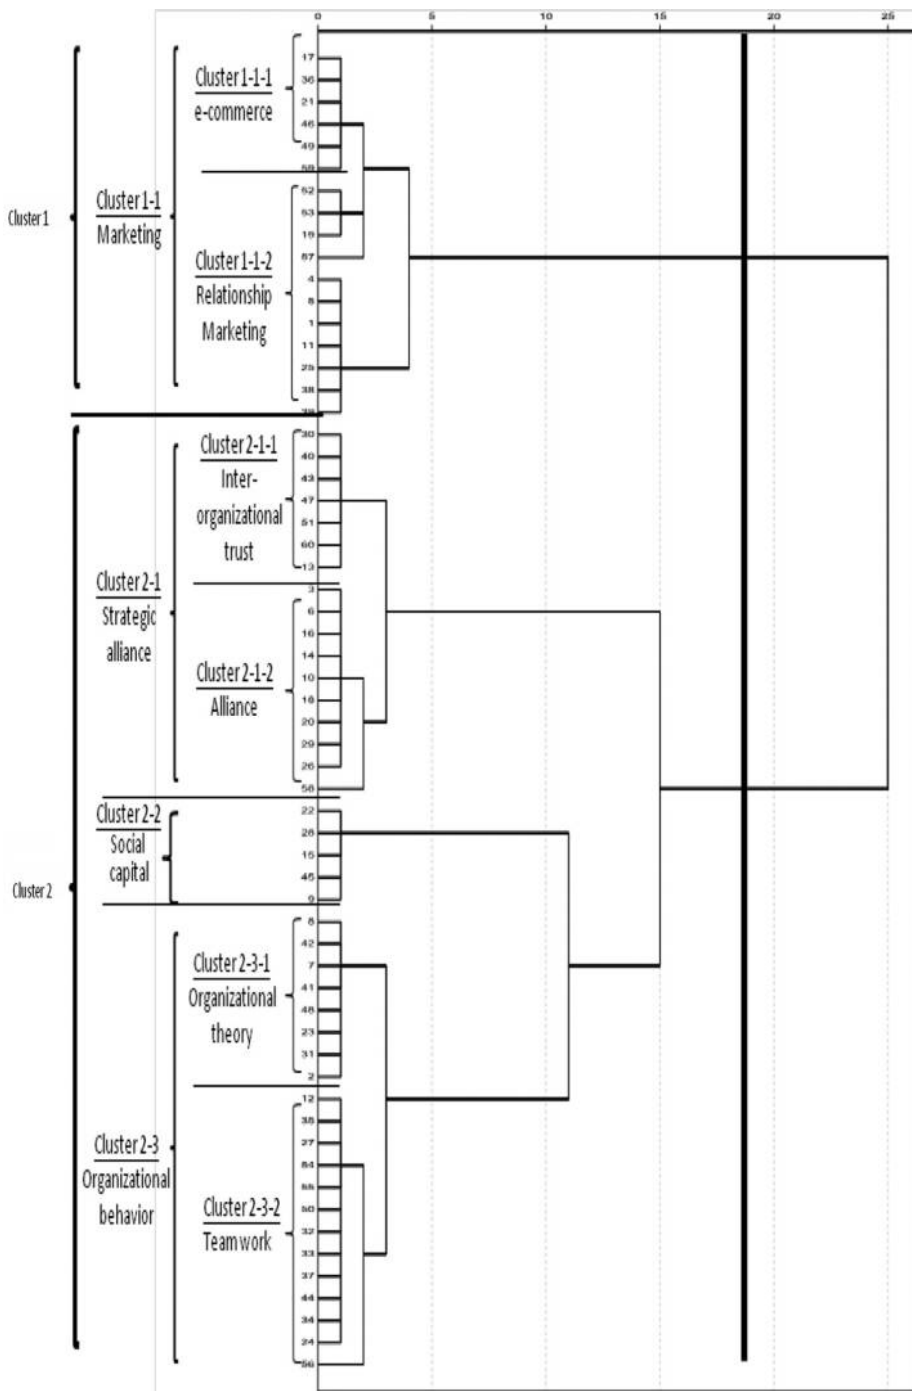 0 5 10 15 20 25
Cluster 1
Cluster 1-1
Marketing
Cluster 1-1-1
e-commerce
17
36
21
46
49
59
Cluster 1-1-2
Relationship
Marketing
52
53
19
57
4
8
1
11
25
38
39
Cluster 2
Cluster 2-1
Strategic
alliance
Cluster 2-1-1
Inter-
organizational
trust
30
40
43
47
51
60
13
Cluster 2-1-2
Alliance
3
6
16
14
10
18
20
29
26
58
Cluster 2-2
Social
capital
22
28
15
45
9
Cluster 2-3
Organizational
behavior
Cluster 2-3-1
Organizational
theory
5
42
7
41
48
23
31
2
Cluster 2-3-2
Team work
12
35
27
54
55
50
32
33
37
44
34
24
56